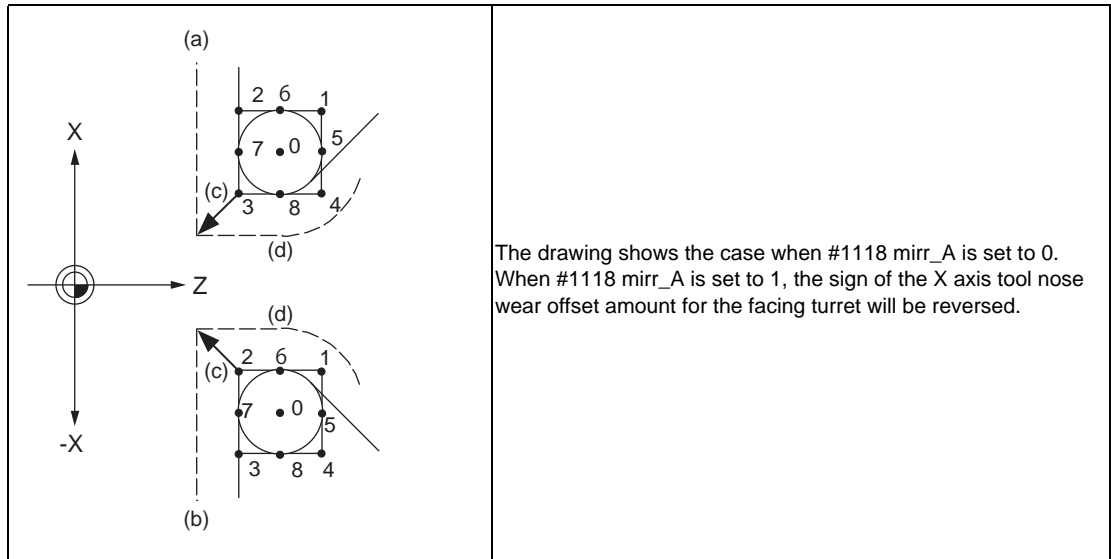 (a)
2 6 1
X
5
7 0
(c)
3 8 4
(d)
Z
(d)
2 6 1
(c)
7 0
5
-X
3 8 4
(b)
The drawing shows the case when #1118 mirr_A is set to 0.
When #1118 mirr_A is set to 1, the sign of the X axis tool nose
wear offset amount for the facing turret will be reversed.